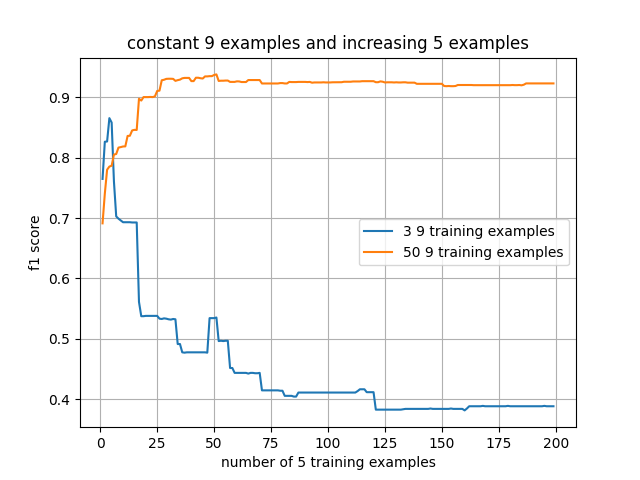 constant 9 examples and increasing 5 examples
f1 score
0.9
0.8
0.7
0.6
0.5
0.4
3 9 training examples
50 9 training examples
0 25 50 75 100 125 150 175 200
number of 5 training examples